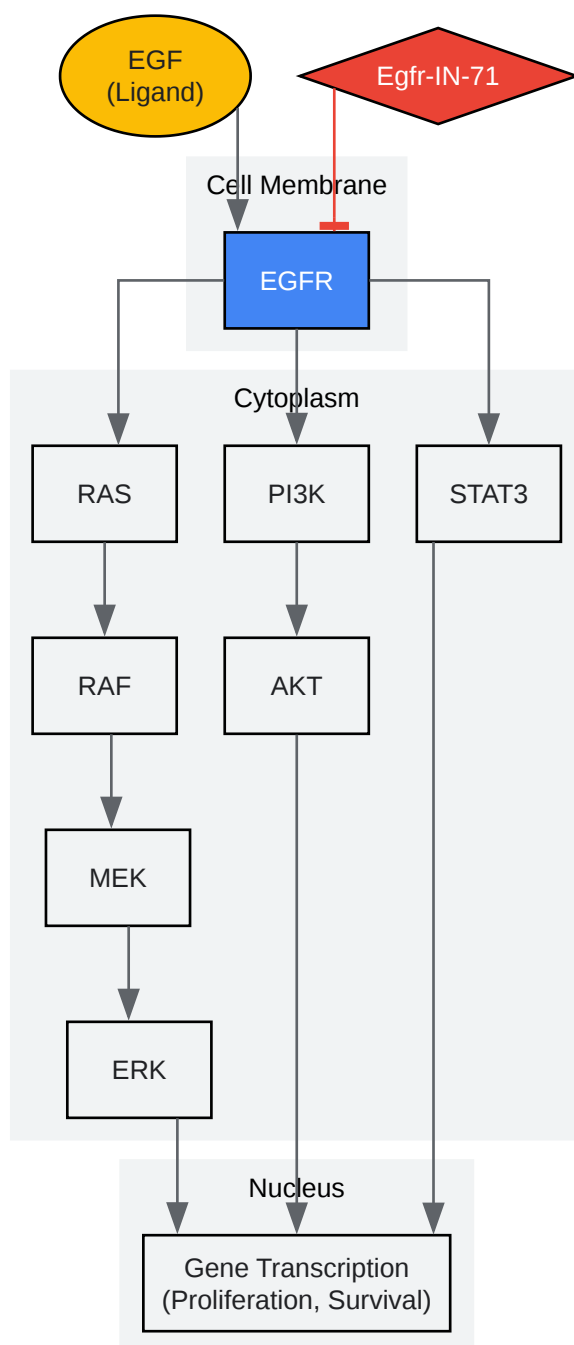 EGF
(Ligand)
Egfr-IN-71
Cell Membrane
EGFR
Cytoplasm
RAS
PI3K
STAT3
RAF
AKT
MEK
ERK
Nucleus
Gene Transcription
(Proliferation, Survival)